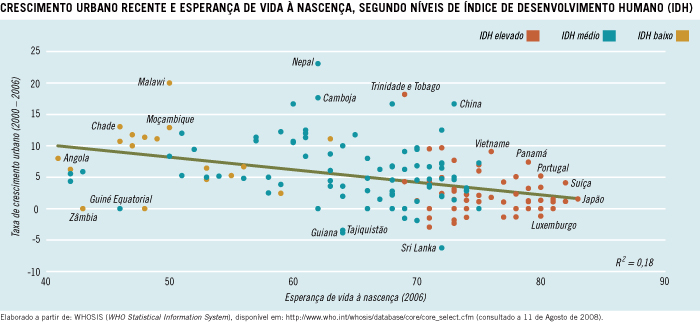 CRESCIMENTO URBANO RECENTE E ESPERANÇA DE VIDA À NASCENÇA, SEGUNDO NÍVEIS DE ÍNDICE DE DESENVOLVIMENTO HUMANO (IDH)
IDH elevado
IDH médio
IDH baixo
Taxa de crescimento urbano (2000 – 2006)
25
20
15
10
5
0
-5
-10
Nepal
Malawi
Trinidade e Tobago
Camboja
China
Chade
Moçambique
Vietname
Panamá
Angola
Portugal
Suíça
Guiné Equatorial
Japão
Zâmbia
Luxemburgo
Guiana
Tajiquistão
Sri Lanka
R² = 0,18
40
50
60
70
80
90
Esperança de vida à nascença (2006)
Elaborado a partir de: WHOSIS (WHO Statistical Information System), disponível em: http://www.who.int/whosis/database/core/core_select.cfm (consultado a 11 de Agosto de 2008).